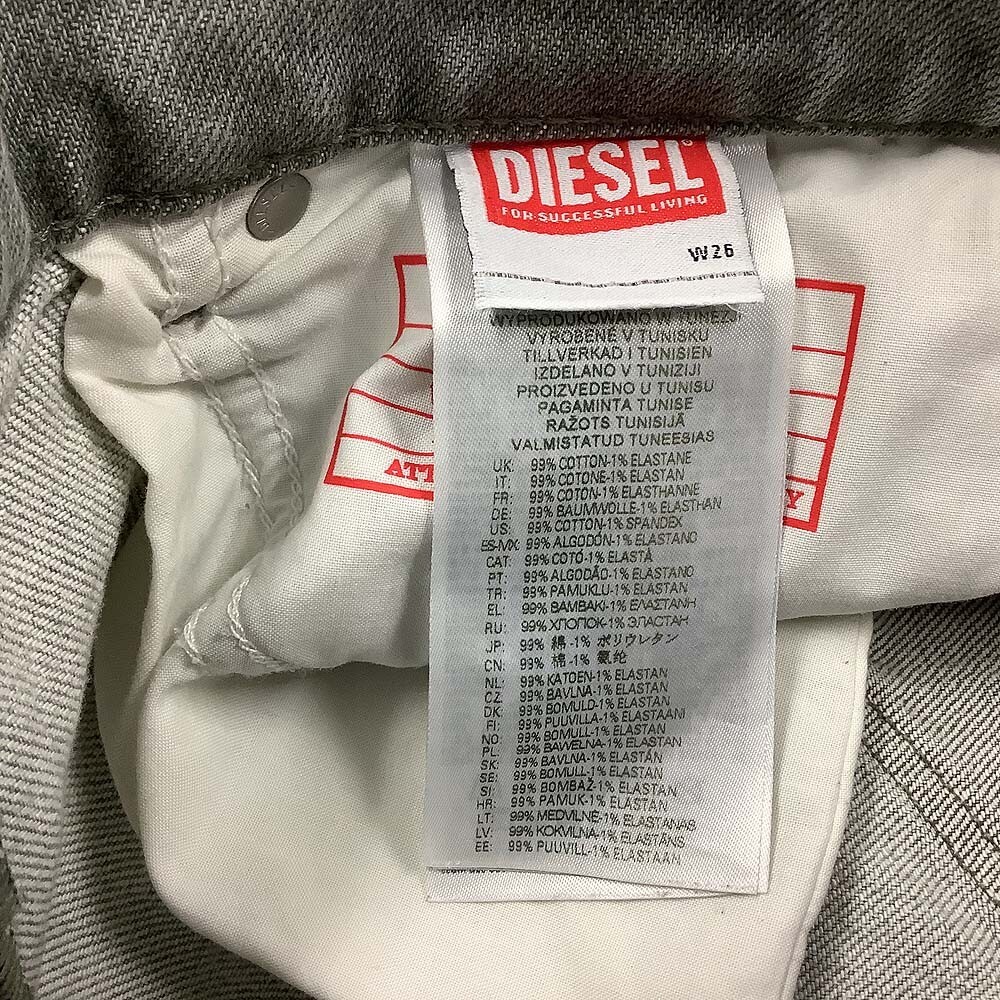 DIESEL
FOR SUCCESSFUL LIVING
W26
WYPRODUKOWANO W TUNEZJI
VYROBENÉ V TUNISKU
TILLVERKAD I TUNISIEN
IZDELANO V TUNIZIJI
PROIZVEDENO U TUNISU
PAGAMINTA TUNISE
RAŽOTS TUNISIJĀ
VALMISTATUD TUNEESIAS
UK: 99% COTTON-1% ELASTANE
IT: 99% COTONE-1% ELASTAN
FR: 99% COTON-1% ELASTHANNE
DE: 99% BAUMWOLLE-1% ELASTHAN
US: 99% COTTON-1% SPANDEX
ES-MX: 99% ALGODÓN-1% ELASTANO
CAT: 99% COTÓ-1% ELASTÀ
PT: 99% ALGODÃO-1% ELASTANO
TR: 99% PAMUKLU-1% ELASTAN
EL: 99% ΒΑΜΒΑΚΙ-1% ΕΛΑΣΤΑΝΗ
RU: 99% ХЛОПОК-1% ЭЛАСТАН
JP: 99% 綿 -1% ポリウレタン
CN: 99% 棉 -1% 氨纶
NL: 99% KATOEN-1% ELASTAN
CZ: 99% BAVLNA-1% ELASTAN
DK: 99% BOMULD-1% ELASTAN
FI: 99% PUUVILLA-1% ELASTAANI
NO: 99% BOMULL-1% ELASTAN
PL: 99% BAWEŁNA-1% ELASTAN
SK: 99% BAVLNA-1% ELASTAN
SE: 99% BOMULL-1% ELASTAN
SI: 99% BOMBAŽ-1% ELASTAN
HR: 99% PAMUK-1% ELASTAN
LT: 99% MEDVILNĖ-1% ELASTANAS
LV: 99% KOKVILNA-1% ELASTĀNS
EE: 99% PUUVILL-1% ELASTAAN
ATT
Y